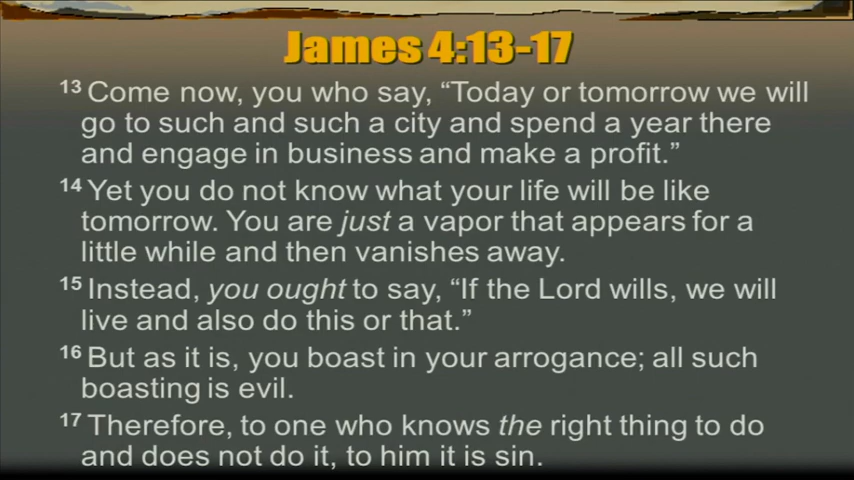 James 4:13-17
13 Come now, you who say, “Today or tomorrow we will
go to such and such a city and spend a year there
and engage in business and make a profit.”
14 Yet you do not know what your life will be like
tomorrow. You are just a vapor that appears for a
little while and then vanishes away.
15 Instead, you ought to say, “If the Lord wills, we will
live and also do this or that.”
16 But as it is, you boast in your arrogance; all such
boasting is evil.
17 Therefore, to one who knows the right thing to do
and does not do it, to him it is sin.